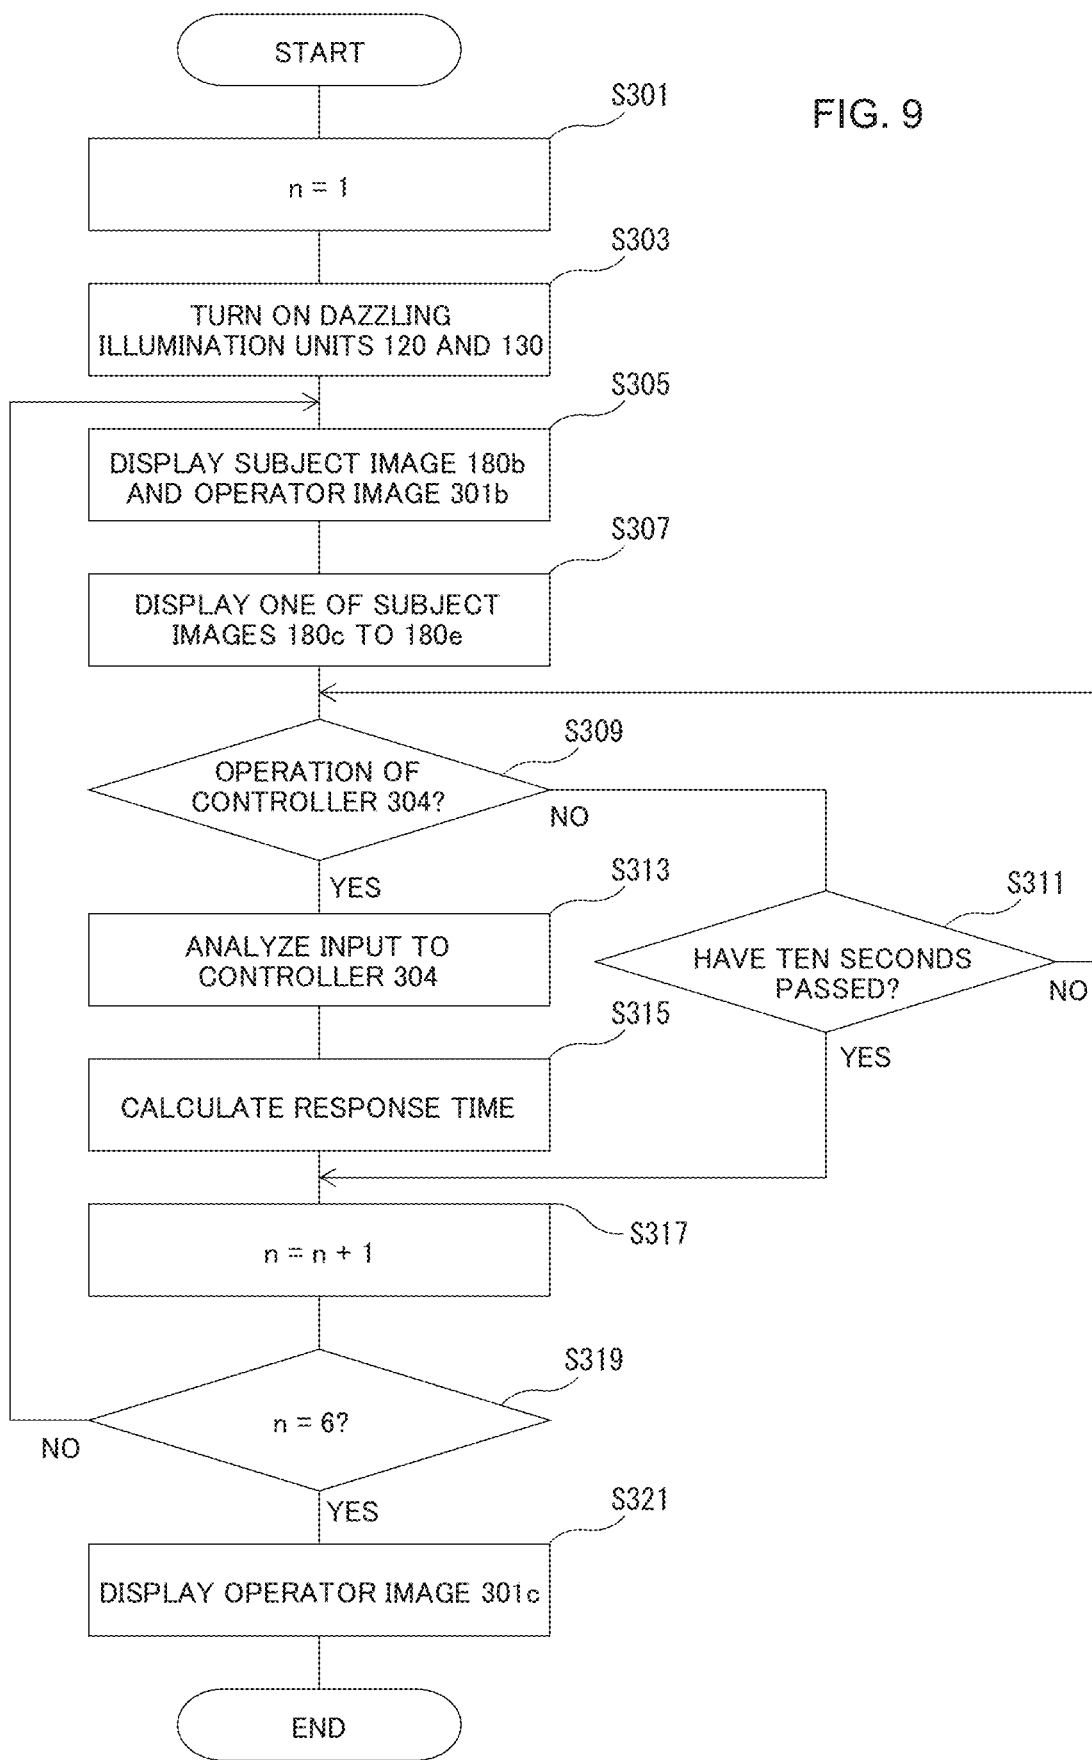 START
FIG. 9
S301
n = 1
S303
TURN ON DAZZLING
ILLUMINATION UNITS 120 AND 130
S305
DISPLAY SUBJECT IMAGE 180b
AND OPERATOR IMAGE 301b
S307
DISPLAY ONE OF SUBJECT
IMAGES 180c TO 180e
S309
OPERATION OF
CONTROLLER 304?
NO
YES
S311
HAVE TEN SECONDS
PASSED?
NO
YES
S313
ANALYZE INPUT TO
CONTROLLER 304
S315
CALCULATE RESPONSE TIME
S317
n = n + 1
S319
n = 6?
NO
YES
S321
DISPLAY OPERATOR IMAGE 301c
END